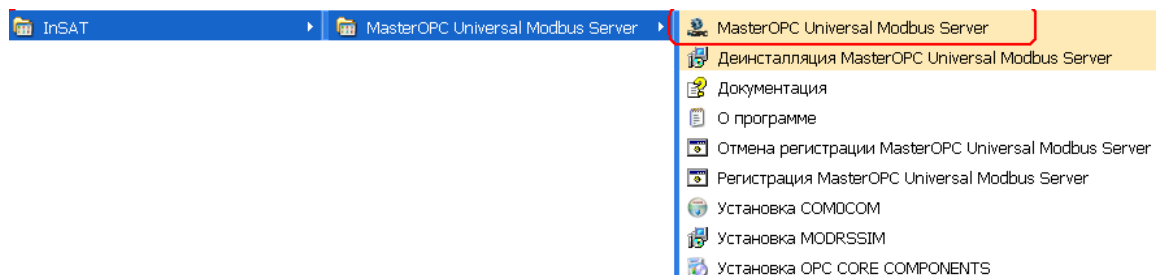 InSAT
MasterOPC Universal Modbus Server
MasterOPC Universal Modbus Server
Деинсталляция MasterOPC Universal Modbus Server
Документация
О программе
Отмена регистрации MasterOPC Universal Modbus Server
Регистрация MasterOPC Universal Modbus Server
Установка COM0COM
Установка MODRSSIM
Установка OPC CORE COMPONENTS